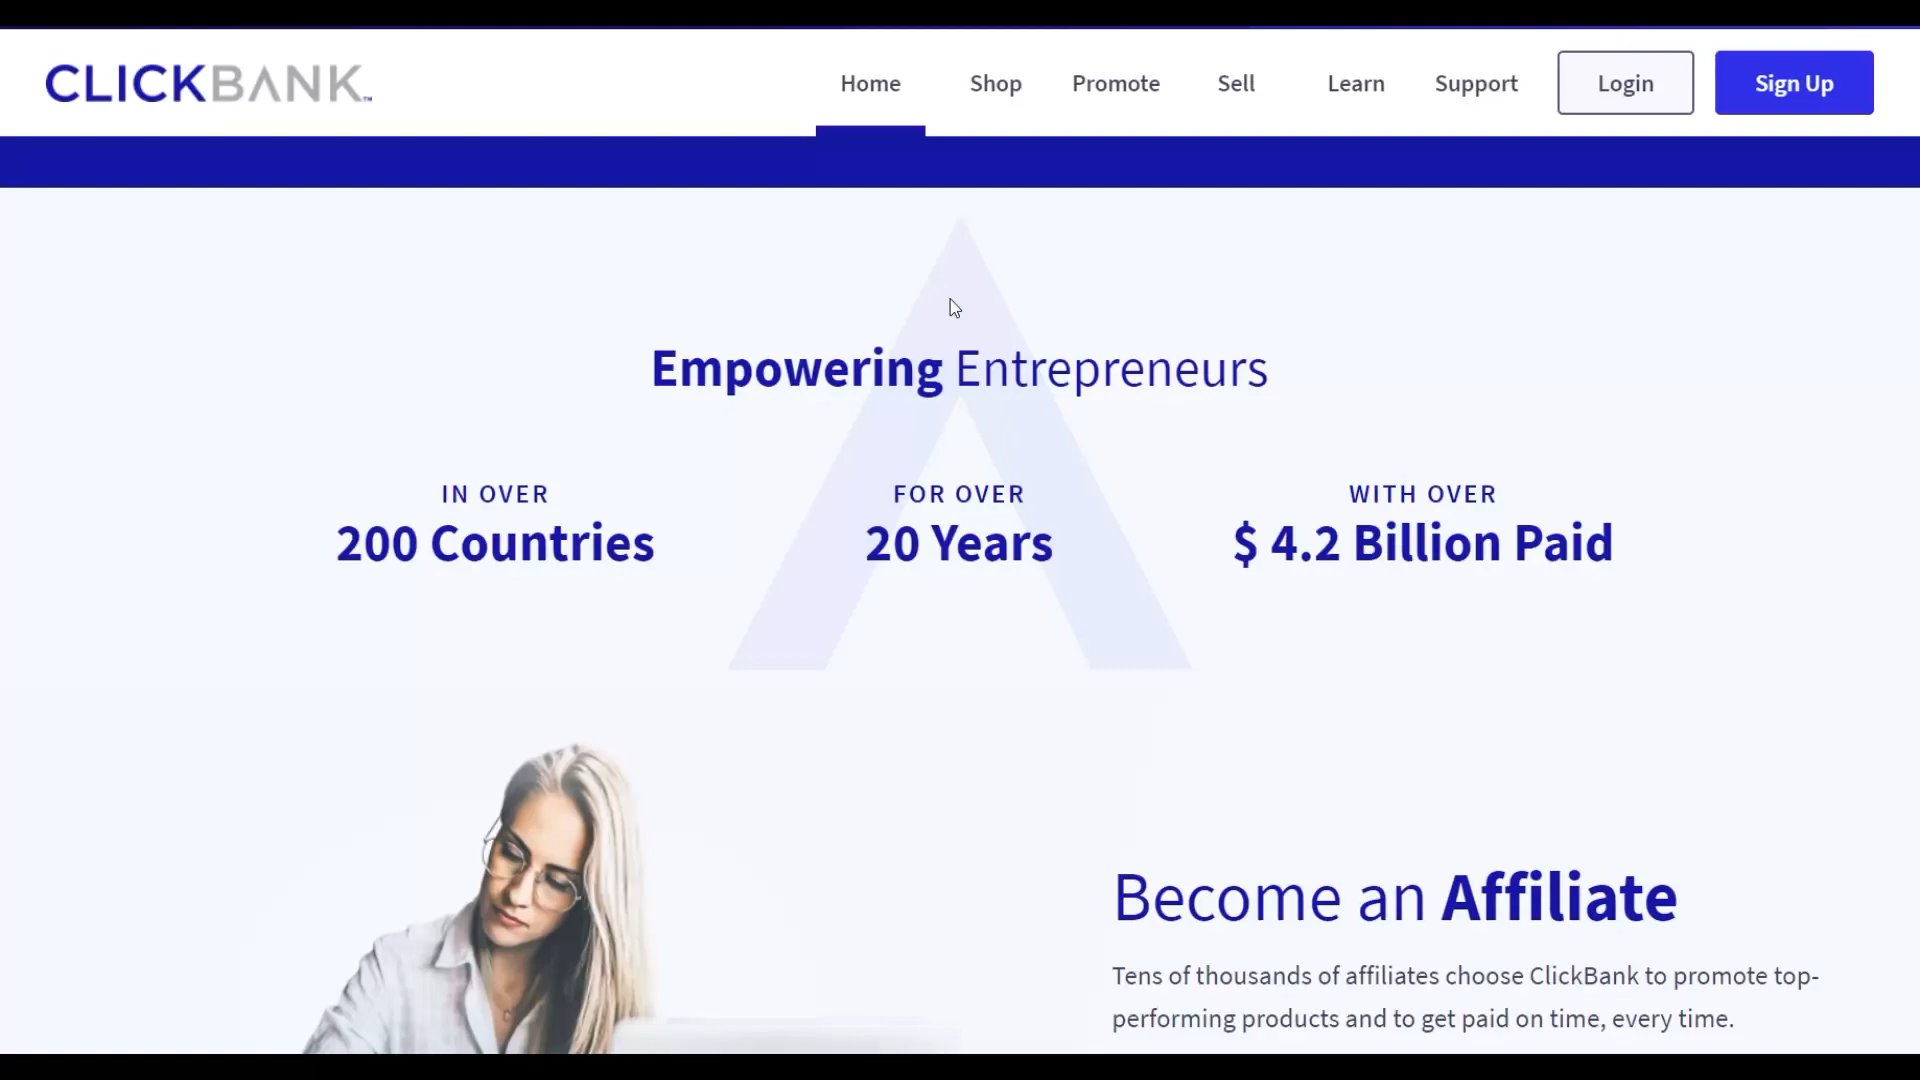 CLICKBANK
Home Shop Promote Sell Learn Support Login Sign Up
Empowering Entrepreneurs
IN OVER FOR OVER WITH OVER
200 Countries 20 Years $ 4.2 Billion Paid
Become an Affiliate
Tens of thousands of affiliates choose ClickBank to promote top-
performing products and to get paid on time, every time.